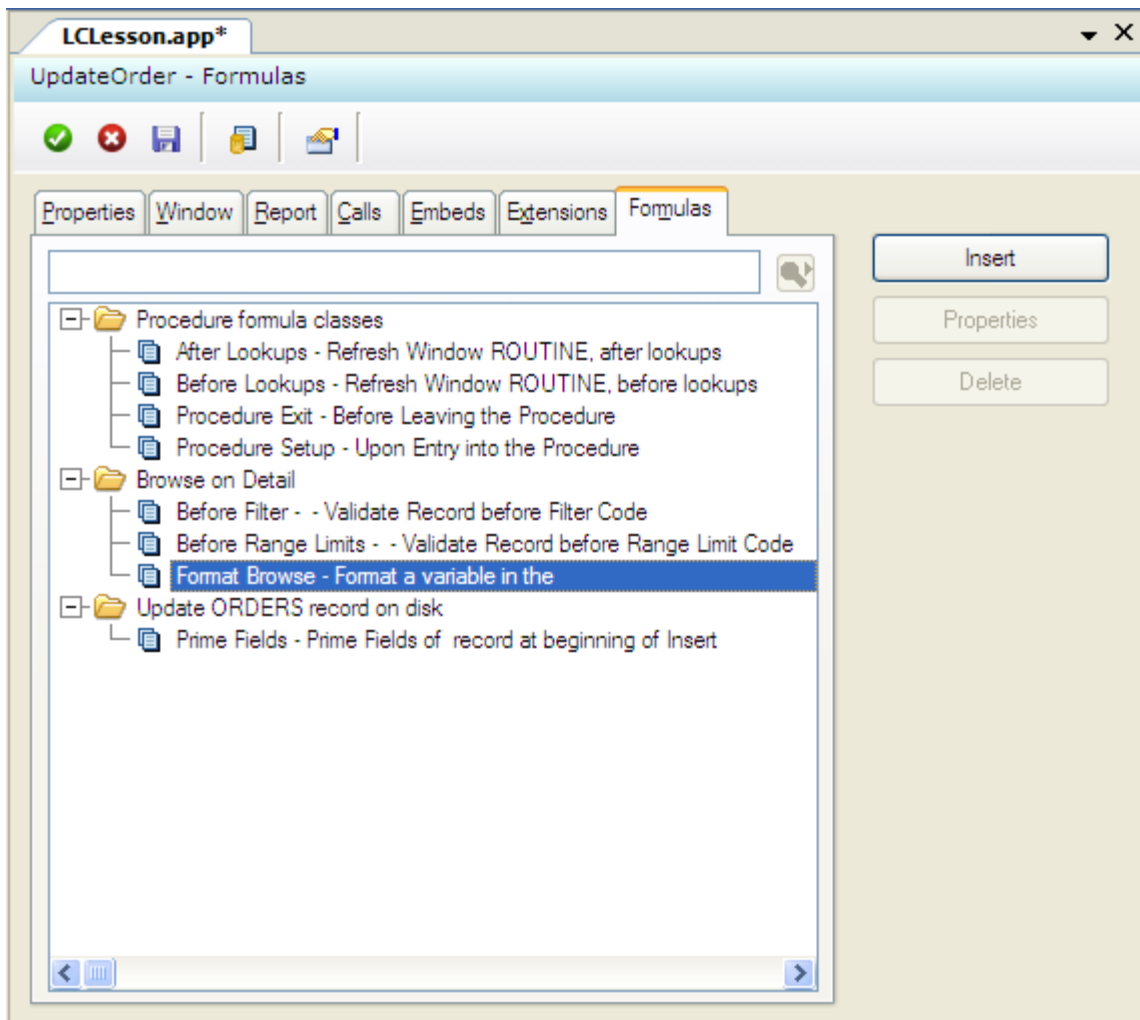 LCLesson.app*
UpdateOrder - Formulas
Properties Window Report Calls Embeds Extensions Formulas
Insert
Properties
Delete
Procedure formula classes
After Lookups - Refresh Window ROUTINE, after lookups
Before Lookups - Refresh Window ROUTINE, before lookups
Procedure Exit - Before Leaving the Procedure
Procedure Setup - Upon Entry into the Procedure
Browse on Detail
Before Filter - - Validate Record before Filter Code
Before Range Limits - - Validate Record before Range Limit Code
Format Browse - Format a variable in the
Update ORDERS record on disk
Prime Fields - Prime Fields of  record at beginning of Insert